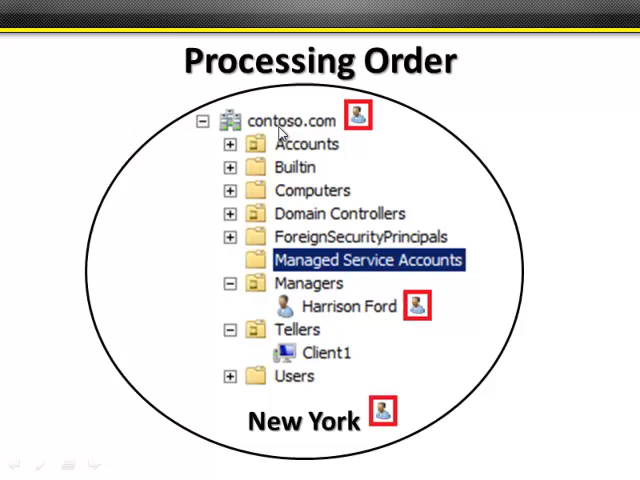 Processing Order
contoso.com
Accounts
Builtin
Computers
Domain Controllers
ForeignSecurityPrincipals
Managed Service Accounts
Managers
Harrison Ford
Tellers
Client1
Users
New York